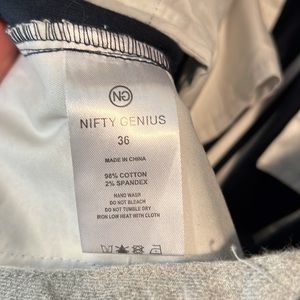 GN
NIFTY GENIUS
36
MADE IN CHINA
98% COTTON
2% SPANDEX
HAND WASH
DO NOT BLEACH
DO NOT TUMBLE DRY
IRON LOW HEAT WITH CLOTH